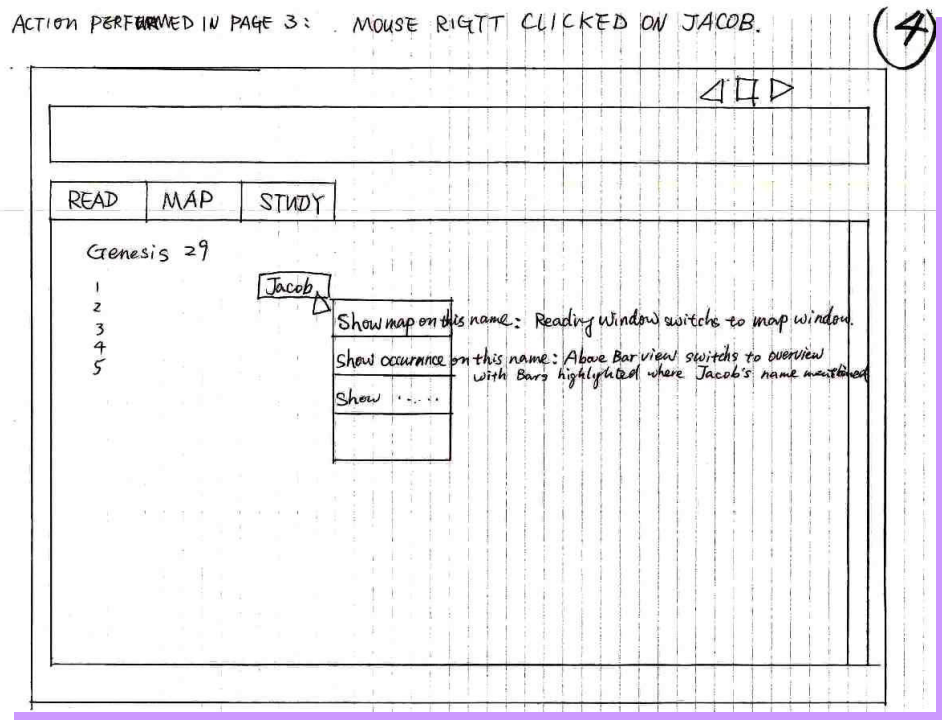 ACTION PERFORMED IN PAGE 3: MOUSE RIGTT CLICKED ON JACOB.
4
READ MAP STUDY
Genesis 29
1
Jacob
2
Show map on this name: Reading Window switchs to map window.
3
4
Show occurnnce on this name: Above Bar view switchs to overview
5
with Bars highlighted where Jacob's name mentioned
Show ......